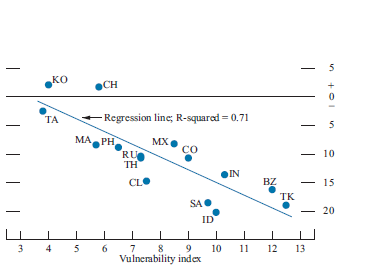 5
KO
CH
+
0
−
TA
Regression line; R-squared = 0.71
5
MA
PH
MX
CO
RU
TH
10
IN
CL
BZ
15
TK
SA
ID
20
3 4 5 6 7 8 9 10 11 12 13
Vulnerability index